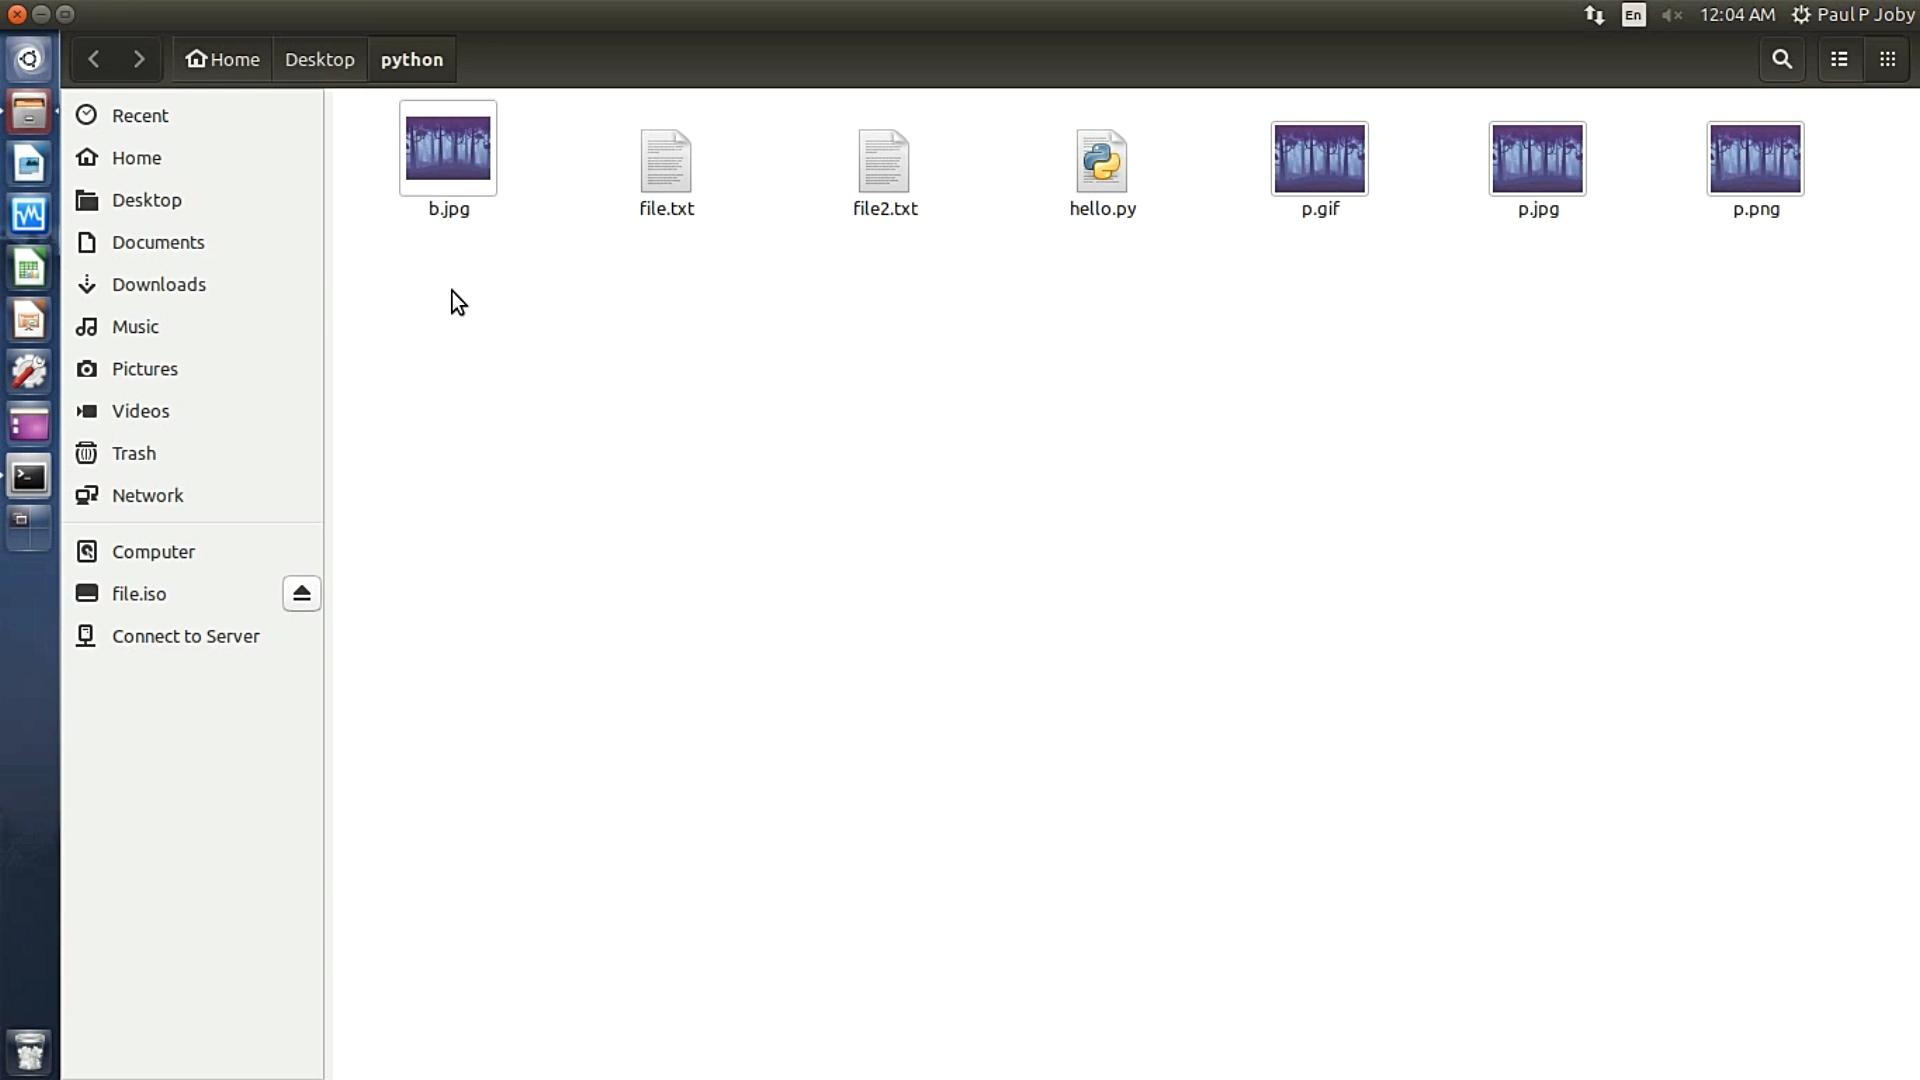 En 12:04 AM Paul P Joby
Home Desktop python
Recent
Home
Desktop
Documents
Downloads
Music
Pictures
Videos
Trash
Network
Computer
file.iso
Connect to Server
b.jpg file.txt file2.txt hello.py p.gif p.jpg p.png